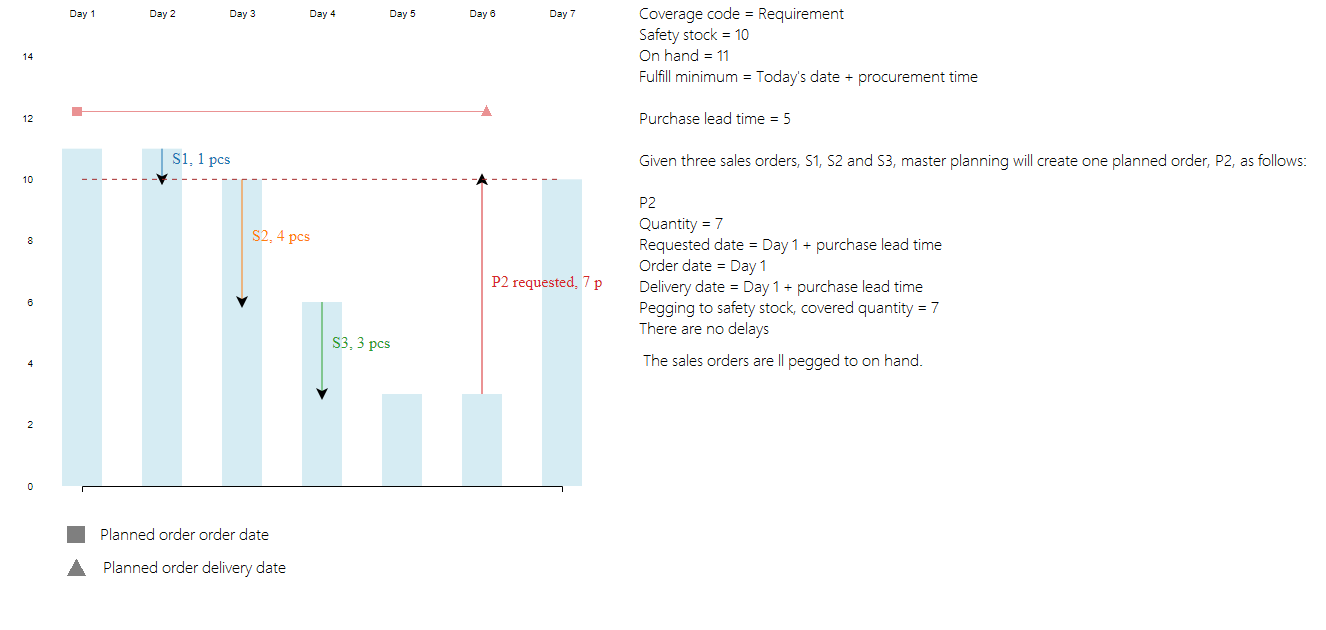 Day 1 Day 2 Day 3 Day 4 Day 5 Day 6 Day 7
14
12
10
8
6
4
2
0
S1, 1 pcs
S2, 4 pcs
P2 requested, 7 p
S3, 3 pcs
Planned order order date
Planned order delivery date
Coverage code = Requirement
Safety stock = 10
On hand = 11
Fulfill minimum = Today's date + procurement time
Purchase lead time = 5
Given three sales orders, S1, S2 and S3, master planning will create one planned order, P2, as follows:
P2
Quantity = 7
Requested date = Day 1 + purchase lead time
Order date = Day 1
Delivery date = Day 1 + purchase lead time
Pegging to safety stock, covered quantity = 7
There are no delays
The sales orders are ll pegged to on hand.